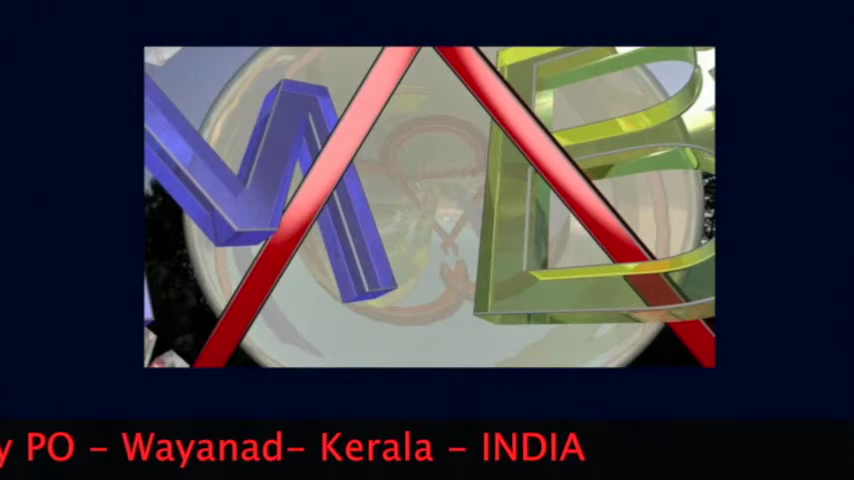 W B
y PO – Wayanad- Kerala – INDIA